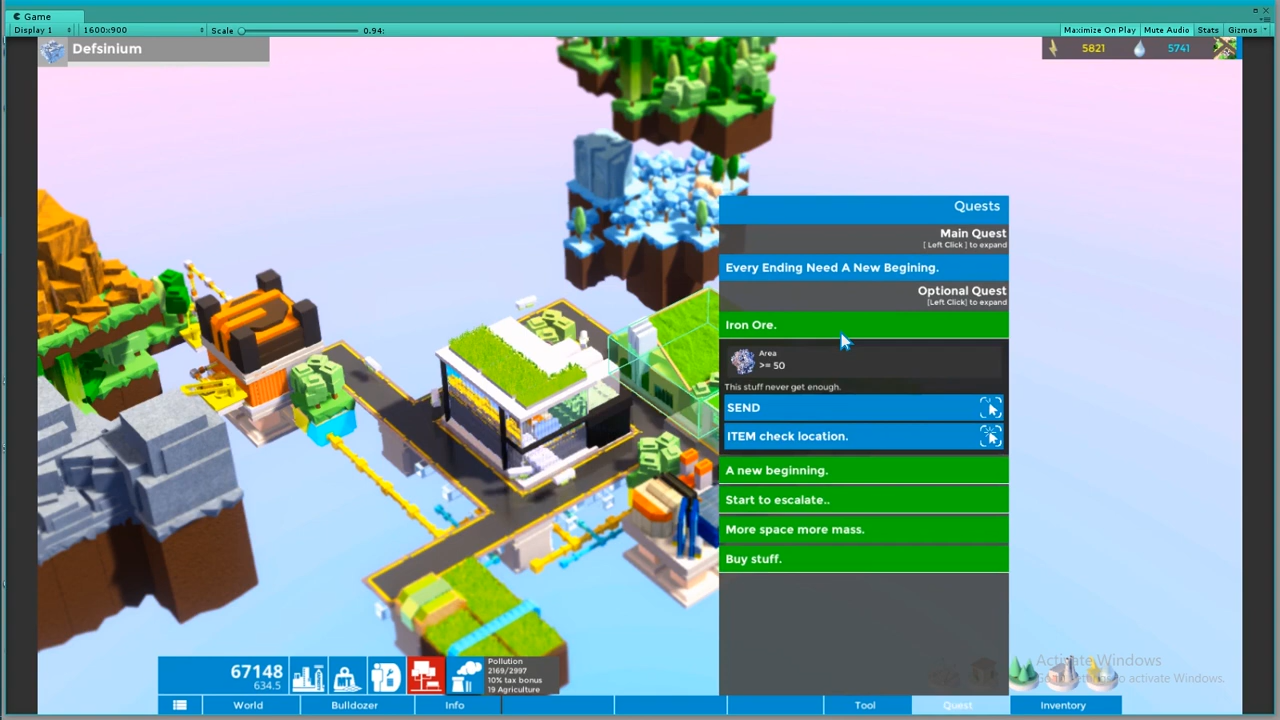 Game
Display 1
1600x900
Scale
0.94:
Maximize On Play
Mute Audio
Stats
Gizmos
Defsinium
5821
5741
Quests
Main Quest
[ Left Click ] to expand
Every Ending Need A New Begining.
Optional Quest
[Left Click] to expand
Iron Ore.
Area
>= 50
This stuff never get enough.
SEND
ITEM check location.
A new beginning.
Start to escalate..
More space more mass.
Buy stuff.
67148
634.5
Pollution
2169/2997
10% tax bonus
19 Agriculture
Activate Windows
to activate Windows.
World
Bulldozer
Info
Tool
Quest
Inventory